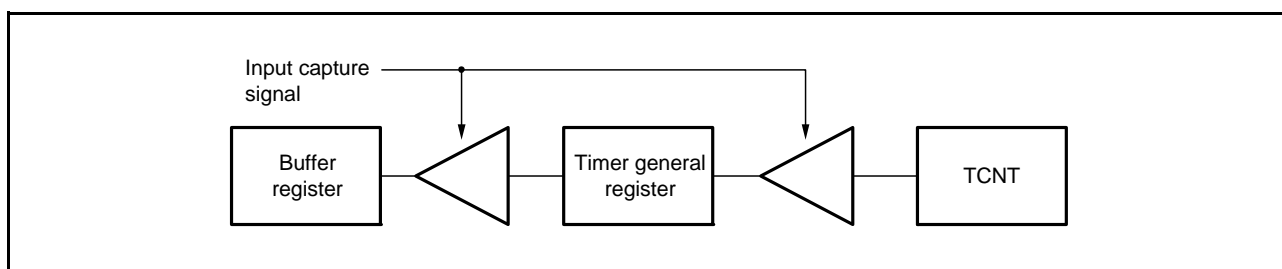 Input capture
signal
Buffer
register
Timer general
register
TCNT